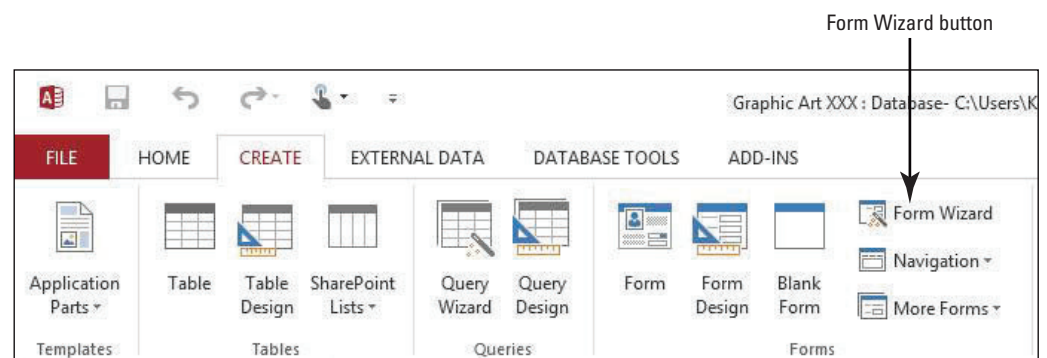 Form Wizard button
Graphic Art XXX : Database- C:\Users\K
FILE HOME CREATE EXTERNAL DATA DATABASE TOOLS ADD-INS
Application Parts
Table
Table Design
SharePoint Lists
Query Wizard
Query Design
Form
Form Design
Blank Form
Form Wizard
Navigation
More Forms
Templates Tables Queries Forms